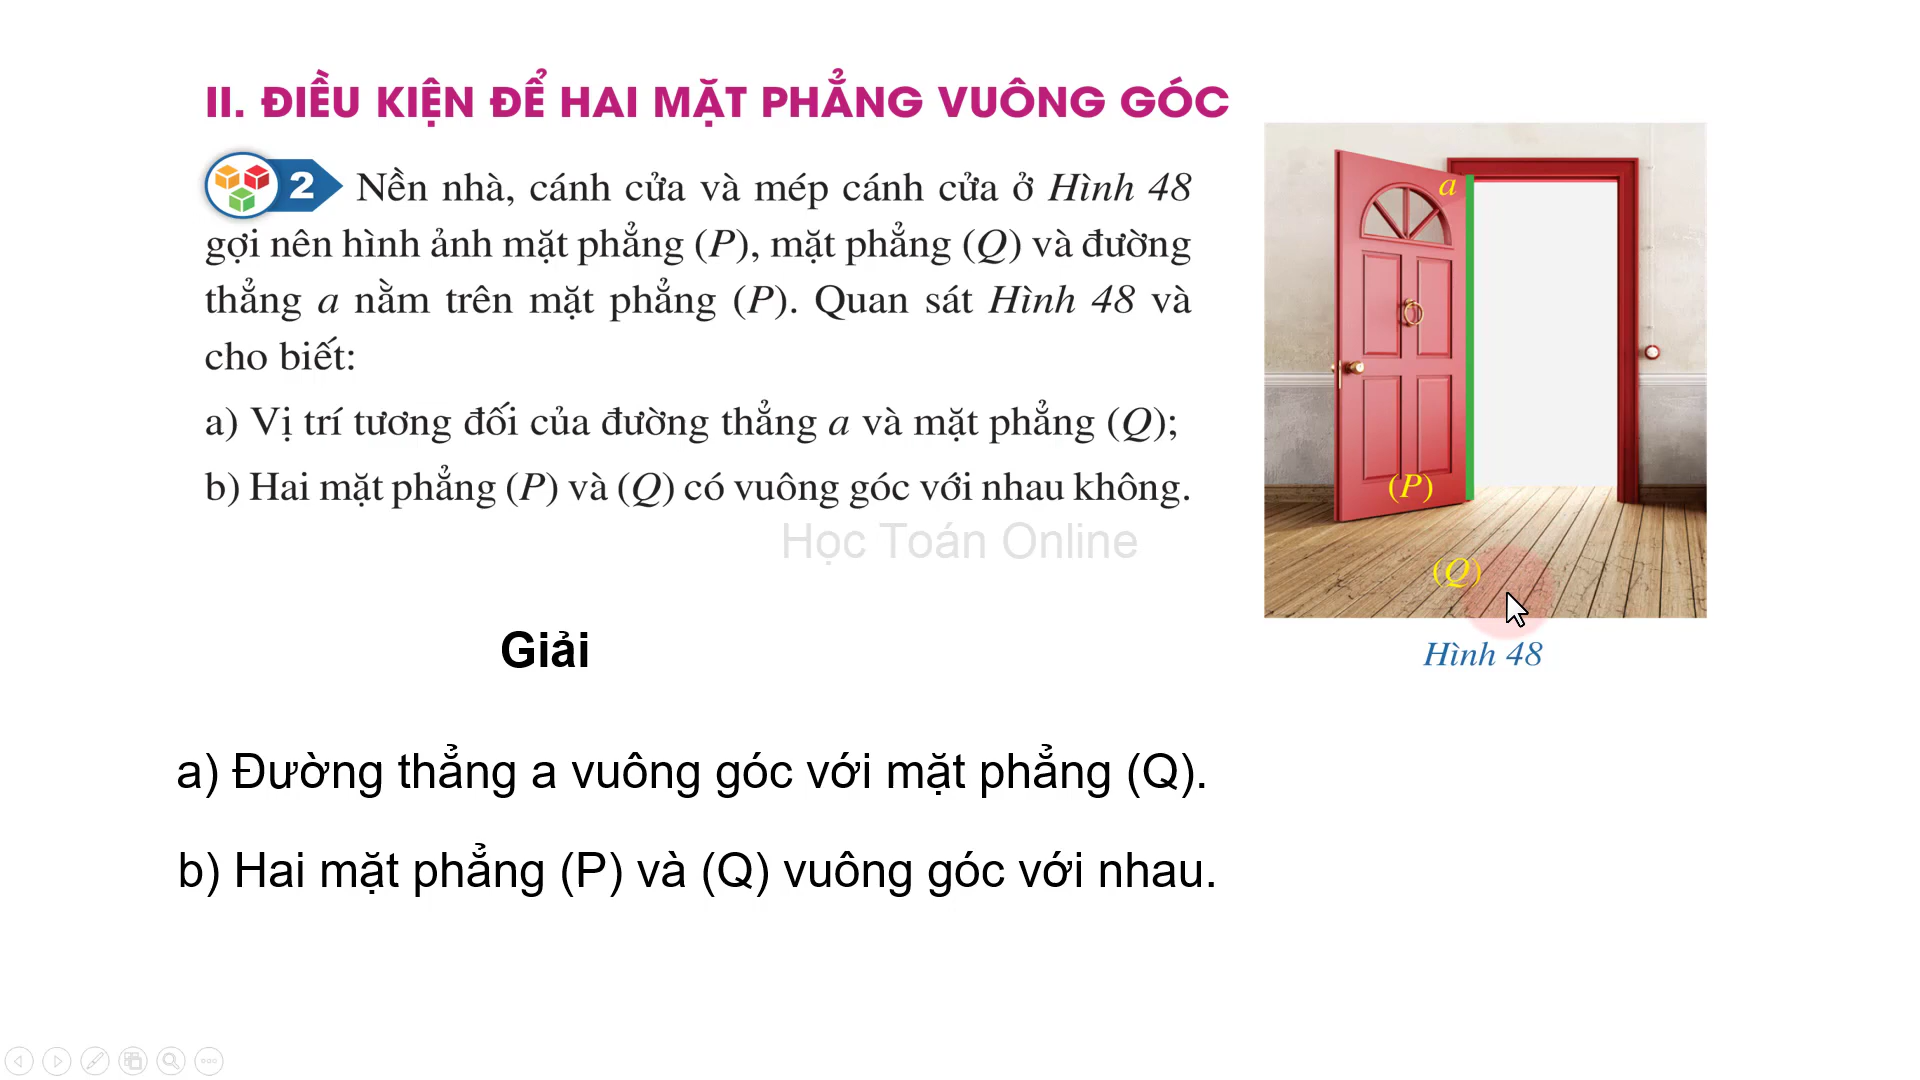 II. ĐIỀU KIỆN ĐỂ HAI MẶT PHẲNG VUÔNG GÓC
2 Nền nhà, cánh cửa và mép cánh cửa ở Hình 48
gợi nên hình ảnh mặt phẳng (P), mặt phẳng (Q) và đường
thẳng a nằm trên mặt phẳng (P). Quan sát Hình 48 và
cho biết:
a) Vị trí tương đối của đường thẳng a và mặt phẳng (Q);
b) Hai mặt phẳng (P) và (Q) có vuông góc với nhau không.
Học Toán Online
a
(P)
(Q)
Hình 48
Giải
a) Đường thẳng a vuông góc với mặt phẳng (Q).
b) Hai mặt phẳng (P) và (Q) vuông góc với nhau.